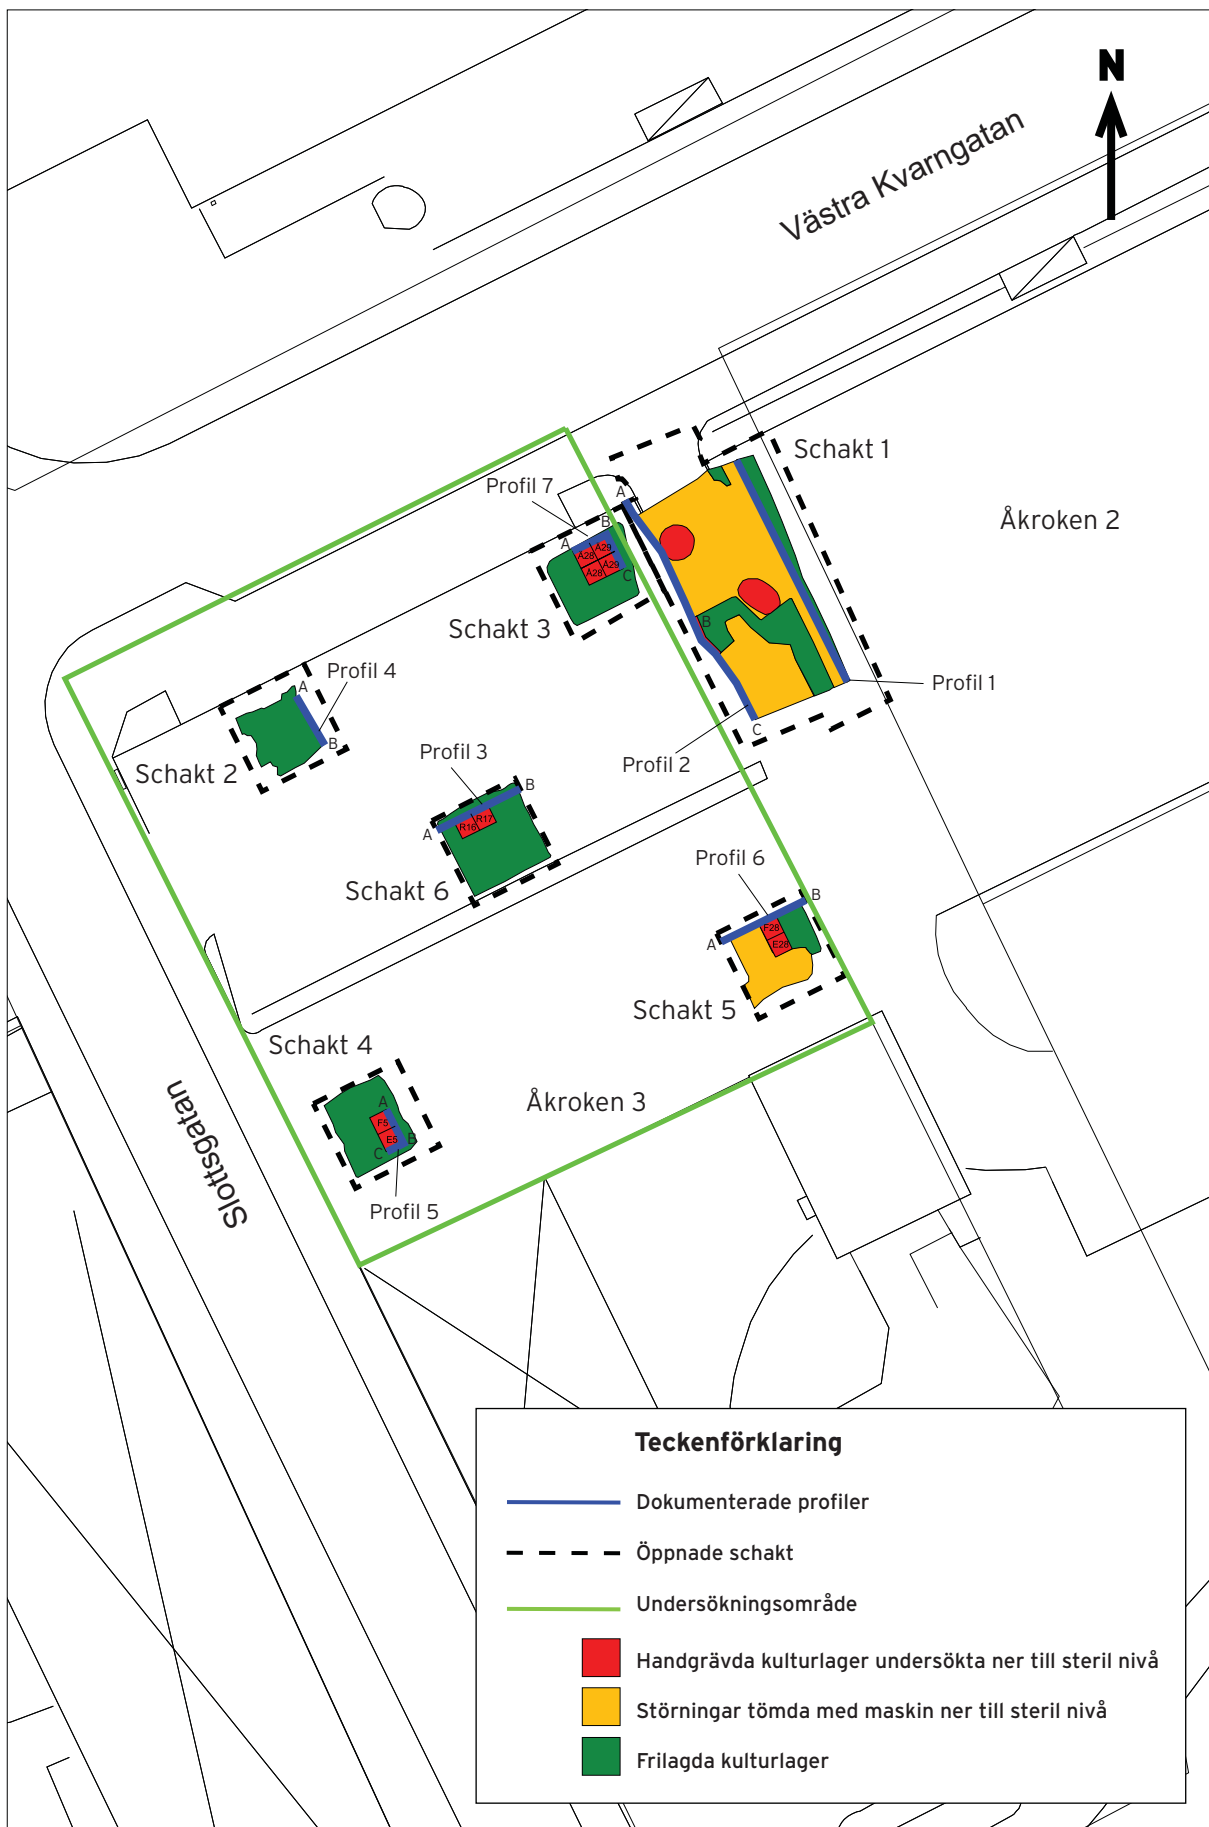 N
Västra Kvarngatan
Schakt 1
Profil 7
A
B
A
Åkroken 2
A28
A29
A28
A29
C
Schakt 3
B
Profil 4
A
B
Profil 1
Schakt 2
C
Profil 2
Profil 3
B
A
R16
R17
Schakt 6
Profil 6
B
A
F28
E28
Schakt 5
Schakt 4
A
F5
E5
B
C
Åkroken 3
Slottsgatan
Profil 5
Teckenförklaring
Dokumenterade profiler
Öppnade schakt
Undersökningsområde
Handgrävda kulturlager undersökta ner till steril nivå
Störningar tömda med maskin ner till steril nivå
Frilagda kulturlager